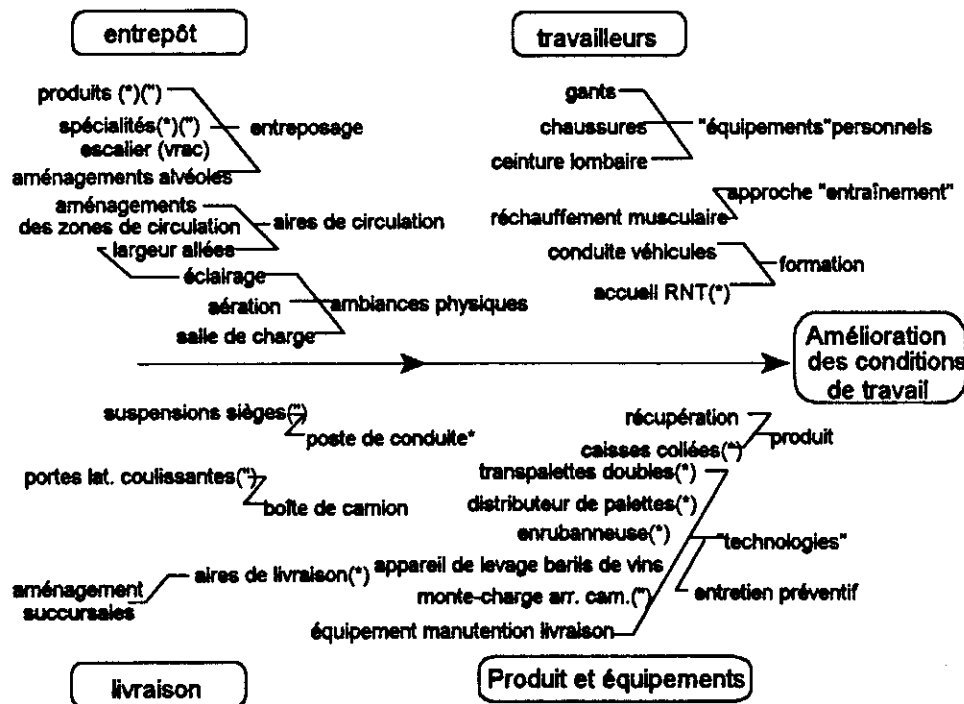 entrepôt
travailleurs
produits (*)(")
spécialités(*)(")
entreposage
escalier (vrac)
aménagements alvéoles
aménagements
des zones de circulation
aires de circulation
largeur allées
éclairage
aération
ambiances physiques
salle de charge
gants
chaussures
"équipements"personnels
ceinture lombaire
approche "entraînement"
réchauffement musculaire
conduite véhicules
formation
accueil RNT(*)
Amélioration
des conditions
de travail
suspensions sièges(")
poste de conduite*
portes lat. coulissantes(")
boîte de camion
aires de livraison(*)
aménagement
succursales
récupération
produit
caisses collées(*)
transpalettes doubles(*)
distributeur de palettes(*)
enrubanneuse(*)
"technologies"
appareil de levage barils de vins
monte-charge arr. cam.(")
entretien préventif
équipement manutention livraison
livraison
Produit et équipements